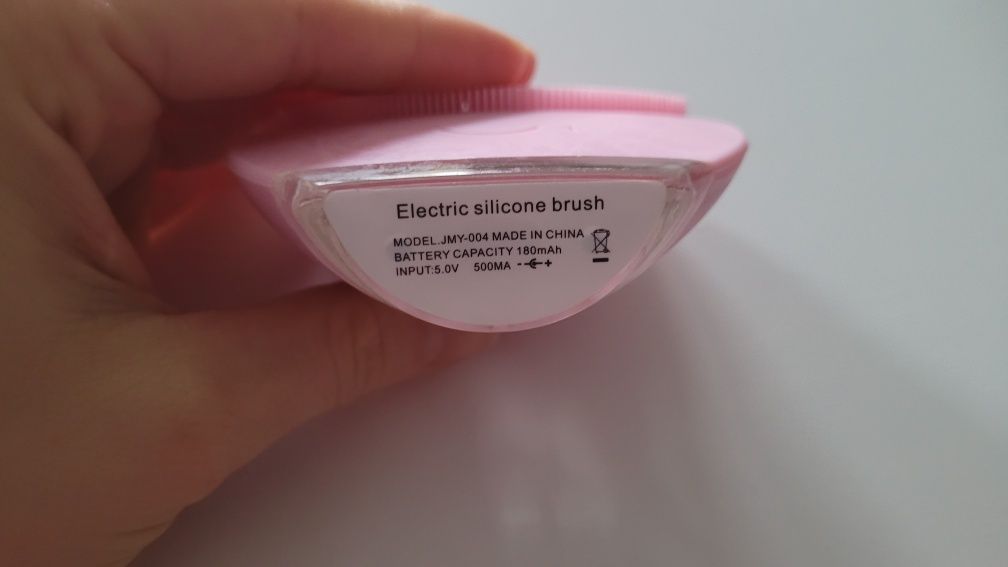 Electric silicone brush
MODEL.JMY-004 MADE IN CHINA
BATTERY CAPACITY 180mAh
INPUT:5.0V 500MA